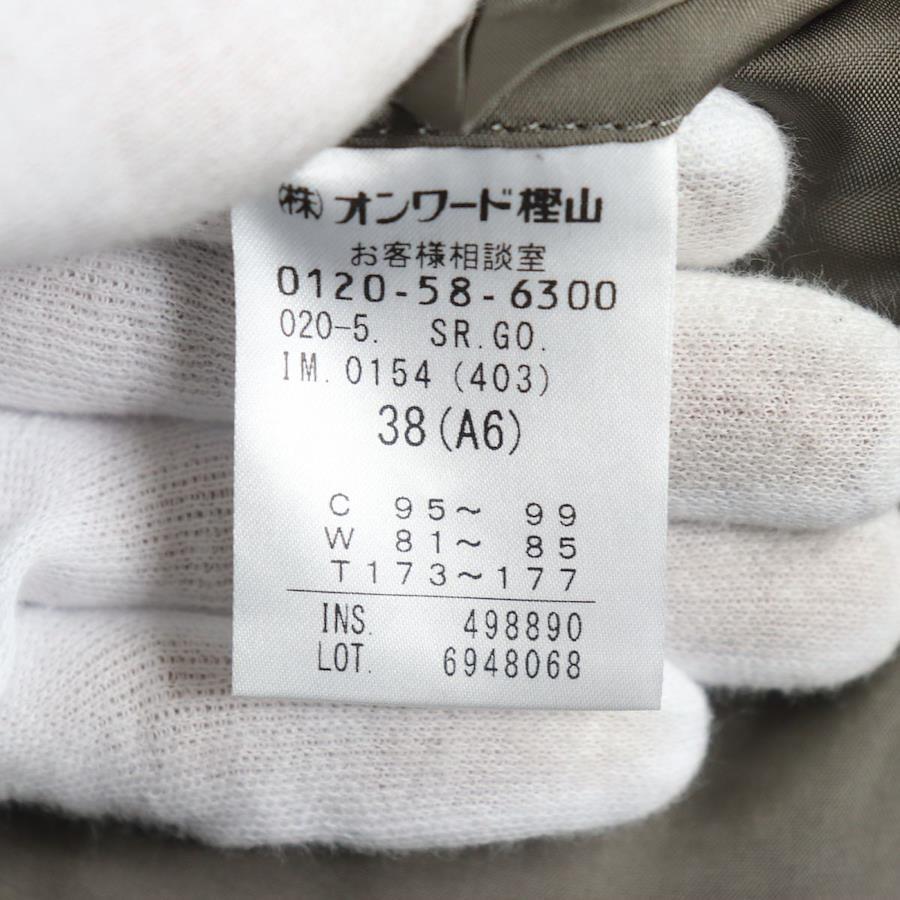 (株)オンワード樫山
お客様相談室
0120-58-6300
020-5. SR.GO.
IM.0154(403)
38(A6)
C 95~ 99
W 81~ 85
T173~177
INS. 498890
LOT. 6948068